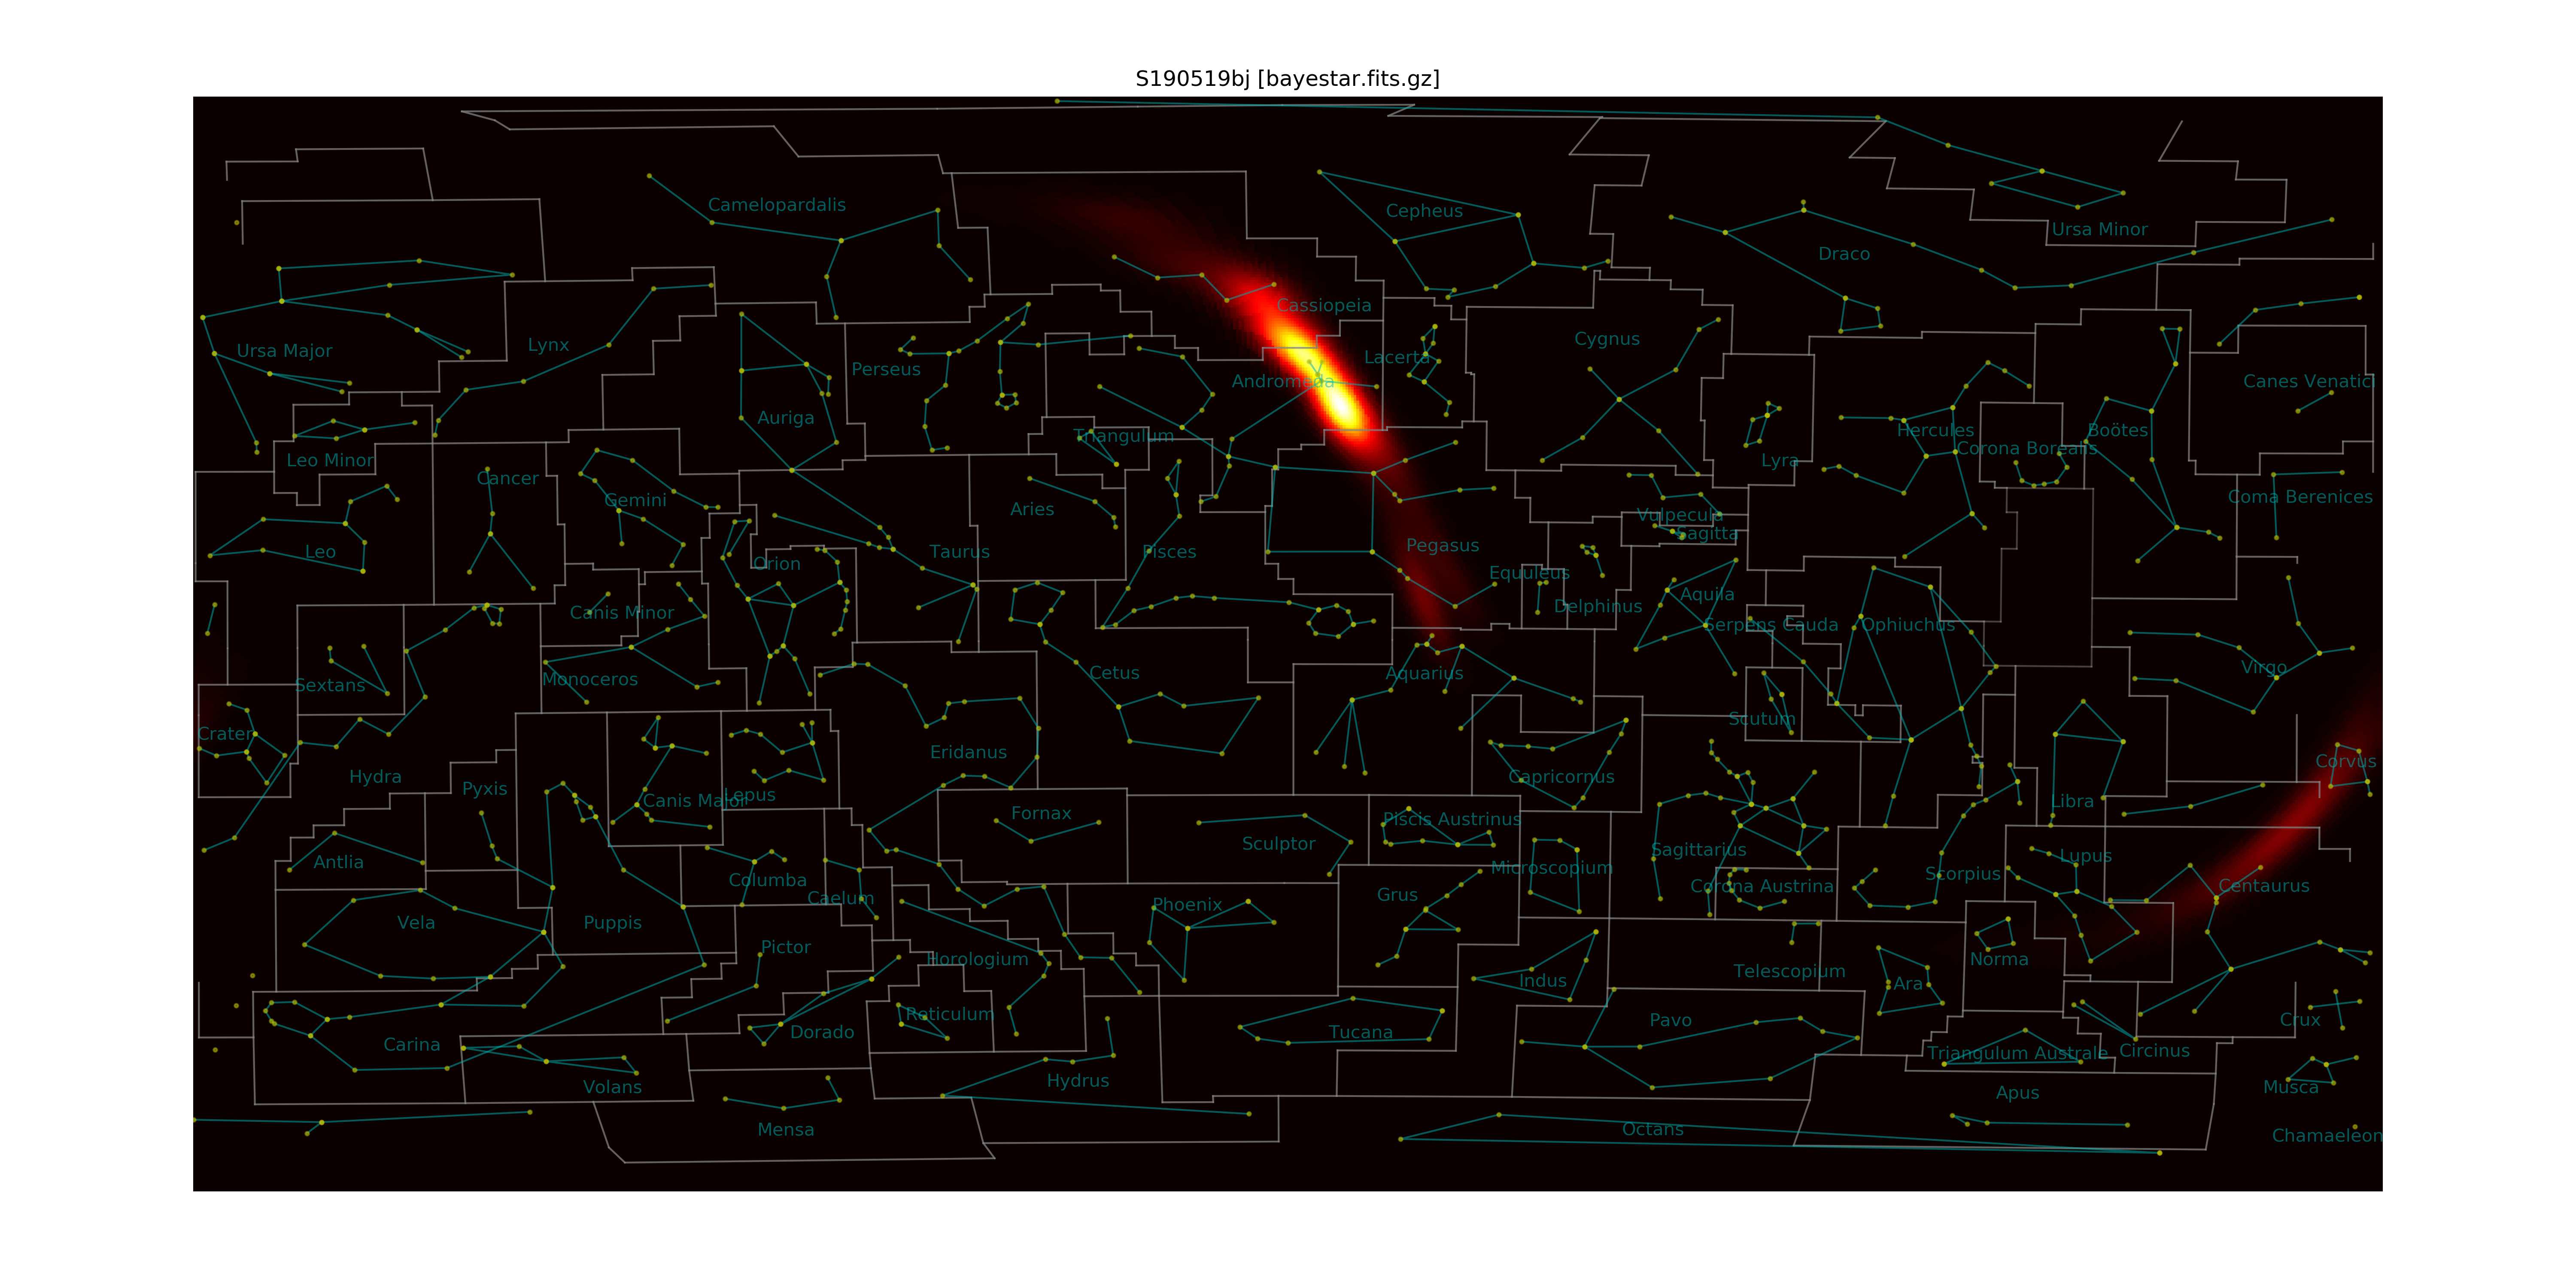 S190519bj [bayestar.fits.gz]
Camelopardalis
Cepheus
Ursa Minor
Draco
Cassiopeia
Cygnus
Ursa Major
Lynx
Lacerta
Perseus
Andromeda
Canes Venatici
Auriga
Triangulum
Hercules
Boötes
Corona Borealis
Leo Minor
Lyra
Cancer
Gemini
Coma Berenices
Aries
Vulpecula
Sagitta
Leo
Taurus
Pisces
Pegasus
Orion
Equuleus
Canis Minor
Delphinus
Aquila
Serpens Cauda
Ophiuchus
Sextans
Monoceros
Cetus
Aquarius
Virgo
Crater
Scutum
Eridanus
Hydra
Capricornus
Corvus
Pyxis
Canis Major
Lepus
Libra
Fornax
Piscis Austrinus
Sculptor
Antlia
Sagittarius
Lupus
Microscopium
Columba
Caelum
Corona Austrina
Scorpius
Centaurus
Grus
Phoenix
Vela
Puppis
Pictor
Horologium
Norma
Telescopium
Indus
Ara
Reticulum
Dorado
Tucana
Pavo
Crux
Carina
Triangulum Australe
Circinus
Volans
Hydrus
Musca
Apus
Mensa
Octans
Chamaeleon